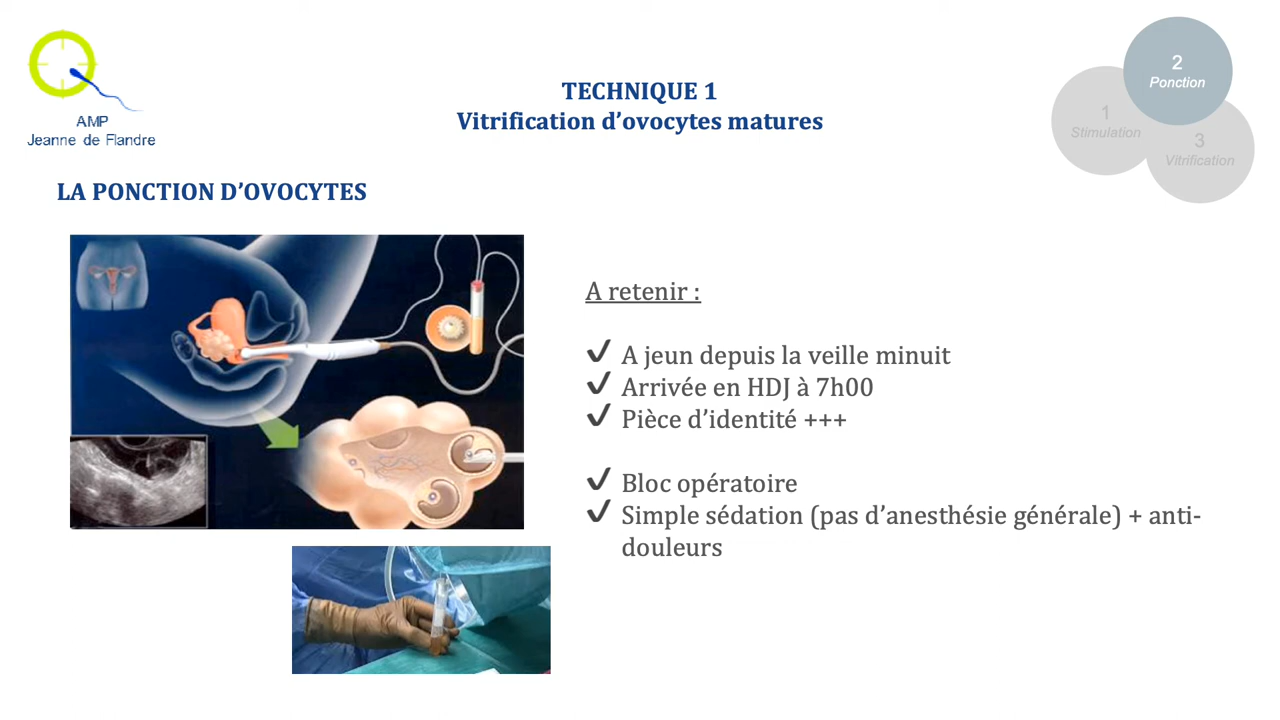 AMP
Jeanne de Flandre
TECHNIQUE 1
Vitrification d’ovocytes matures
2
Ponction
1
Stimulation
3
Vitrification
LA PONCTION D’OVOCYTES
A retenir :
✔ A jeun depuis la veille minuit
✔ Arrivée en HDJ à 7h00
✔ Pièce d’identité +++
✔ Bloc opératoire
✔ Simple sédation (pas d’anesthésie générale) + anti-
douleurs